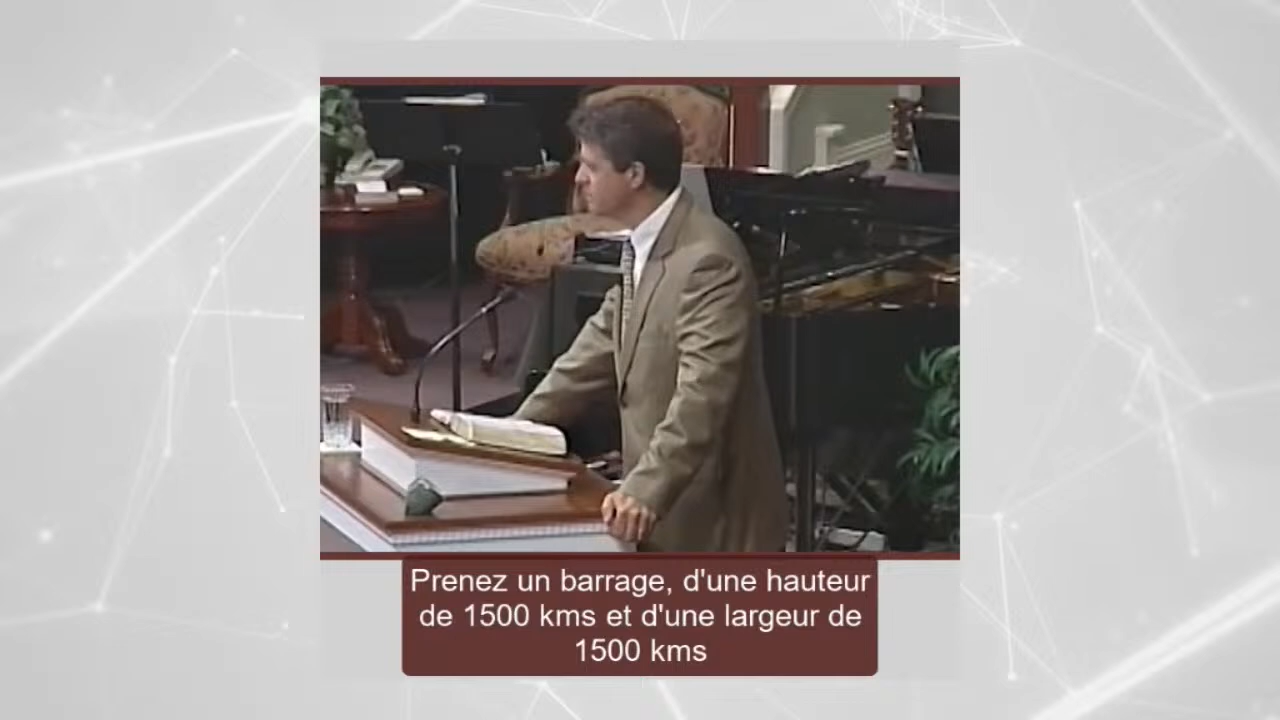 Prenez un barrage, d'une hauteur
de 1500 kms et d'une largeur de
1500 kms